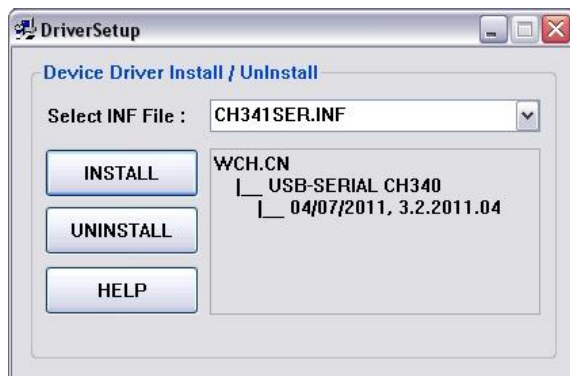 DriverSetup
Device Driver Install / UnInstall
Select INF File :
CH341SER.INF
INSTALL
UNINSTALL
HELP
WCH.CN
|__ USB-SERIAL CH340
|__ 04/07/2011, 3.2.2011.04